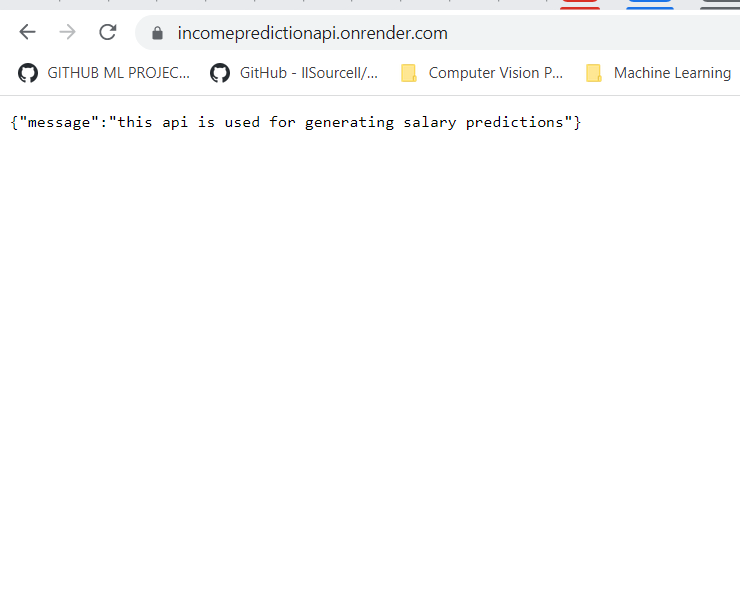 incomepredictionapi.onrender.com
GITHUB ML PROJEC... GitHub - llSourcell/... Computer Vision P... Machine Learning
{"message":"this api is used for generating salary predictions"}